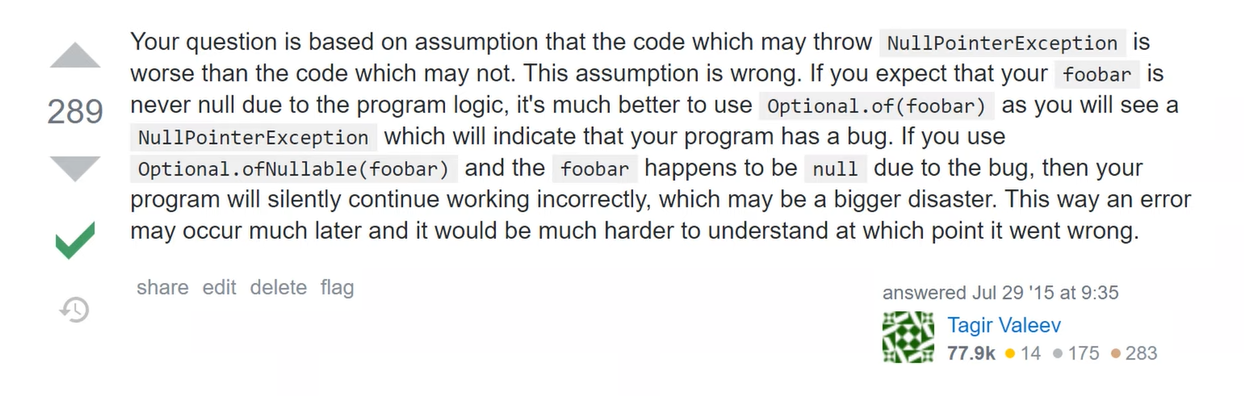 Your question is based on assumption that the code which may throw NullPointerException is
worse than the code which may not. This assumption is wrong. If you expect that your foobar is
289
never null due to the program logic, it's much better to use Optional.of(foobar) as you will see a
NullPointerException which will indicate that your program has a bug. If you use
Optional.ofNullable(foobar) and the foobar happens to be null due to the bug, then your
program will silently continue working incorrectly, which may be a bigger disaster. This way an error
may occur much later and it would be much harder to understand at which point it went wrong.
share edit delete flag
answered Jul 29 '15 at 9:35
Tagir Valeev
77.9k 14 175 283